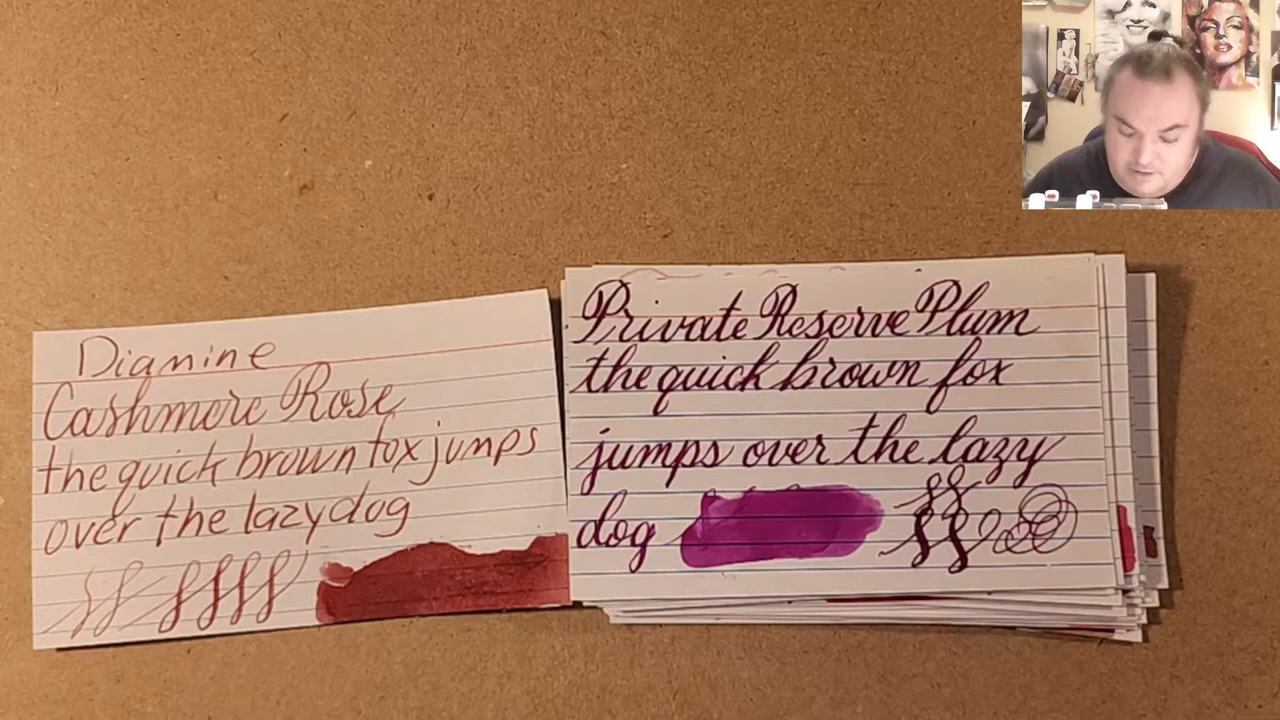 Diamine
Cashmere Rose
the quick brown fox jumps
over the lazy dog
Private Reserve Plum
the quick brown fox
jumps over the lazy
dog